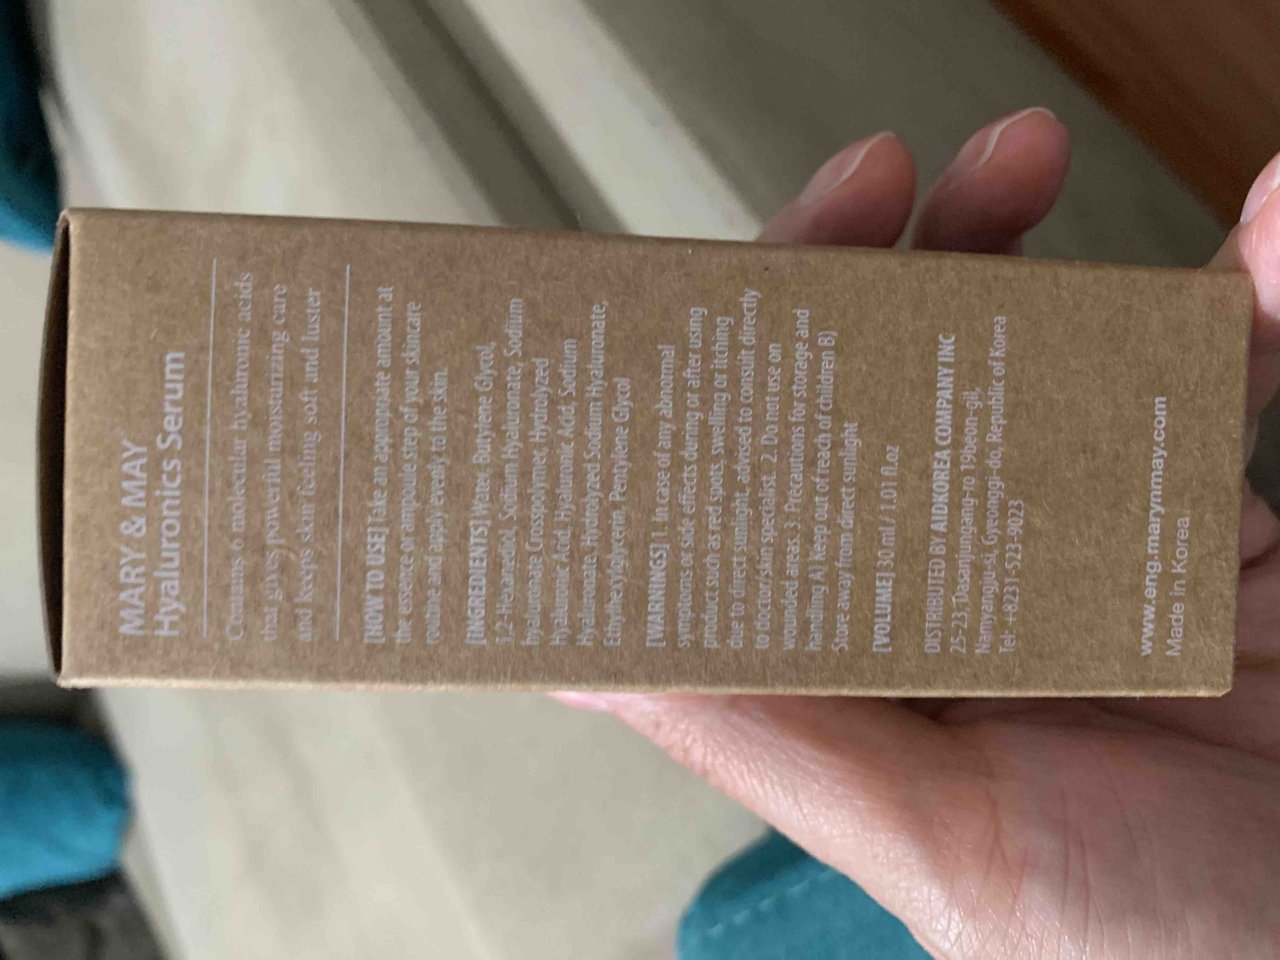 MARY & MAY
Hyaluronics Serum
Contains 6 molecular hyaluronic acids
that gives powerful moisturizing care
and keeps skin feeling soft and luster
[HOW TO USE] Take an appropriate amount at
the essence or ampoule step of your skincare
routine and apply evenly to the skin.
[INGREDIENTS] Water, Butylene Glycol,
1,2-Hexanediol, Sodium Hyaluronate, Sodium
Hyaluronate Crosspolymer, Hydrolyzed
Hyaluronic Acid, Hyaluronic Acid, Sodium
Hyaluronate, Hydrolyzed Sodium Hyaluronate,
Ethylhexylglycerin, Pentylene Glycol
[WARNINGS] 1. In case of any abnormal
symptoms or side effects during or after using
product such as red spots, swelling or itching
due to direct sunlight, advised to consult directly
to doctor/skin specialist. 2. Do not use on
wounded areas. 3. Precautions for storage and
handling A) Keep out of reach of children B)
Store away from direct sunlight
[VOLUME] 30 ml / 1.01 fl.oz
DISTRIBUTED BY AIDKOREA COMPANY INC
25-23, Dasanjungang-ro 19beon-gil,
Namyangju-si, Gyeonggi-do, Republic of Korea
Tel: +8231-523-9023
www.eng.marynmay.com
Made in Korea